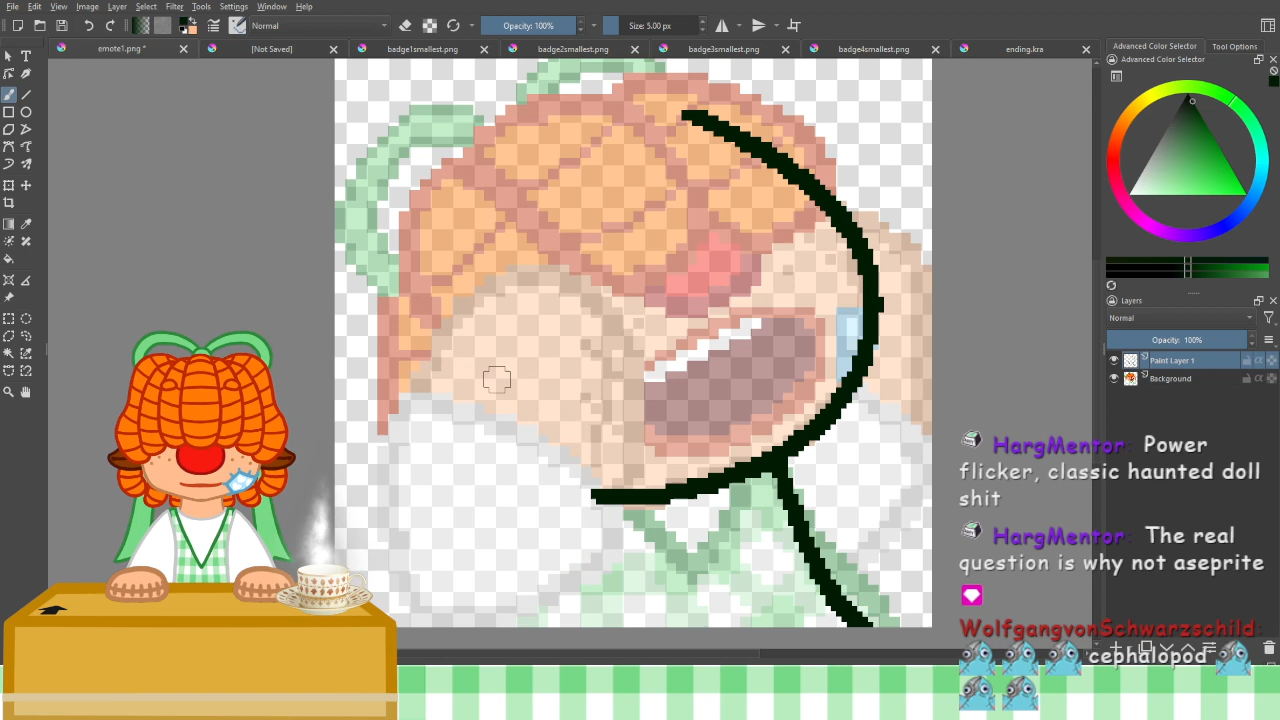 File Edit View Image Layer Select Filter Tools Settings Window Help
Normal Opacity: 100% Size: 5.00 px
emote1.png * [Not Saved] badge1smallest.png badge2smallest.png badge3smallest.png badge4smallest.png ending.kra
Advanced Color Selector Tool Options
Advanced Color Selector
Layers
Normal
Opacity: 100%
Paint Layer 1
Background
HargMentor: Power
flicker, classic haunted doll
shit
HargMentor: The real
question is why not aseprite
WolfgangvonSchwarzschild:
cephalopod